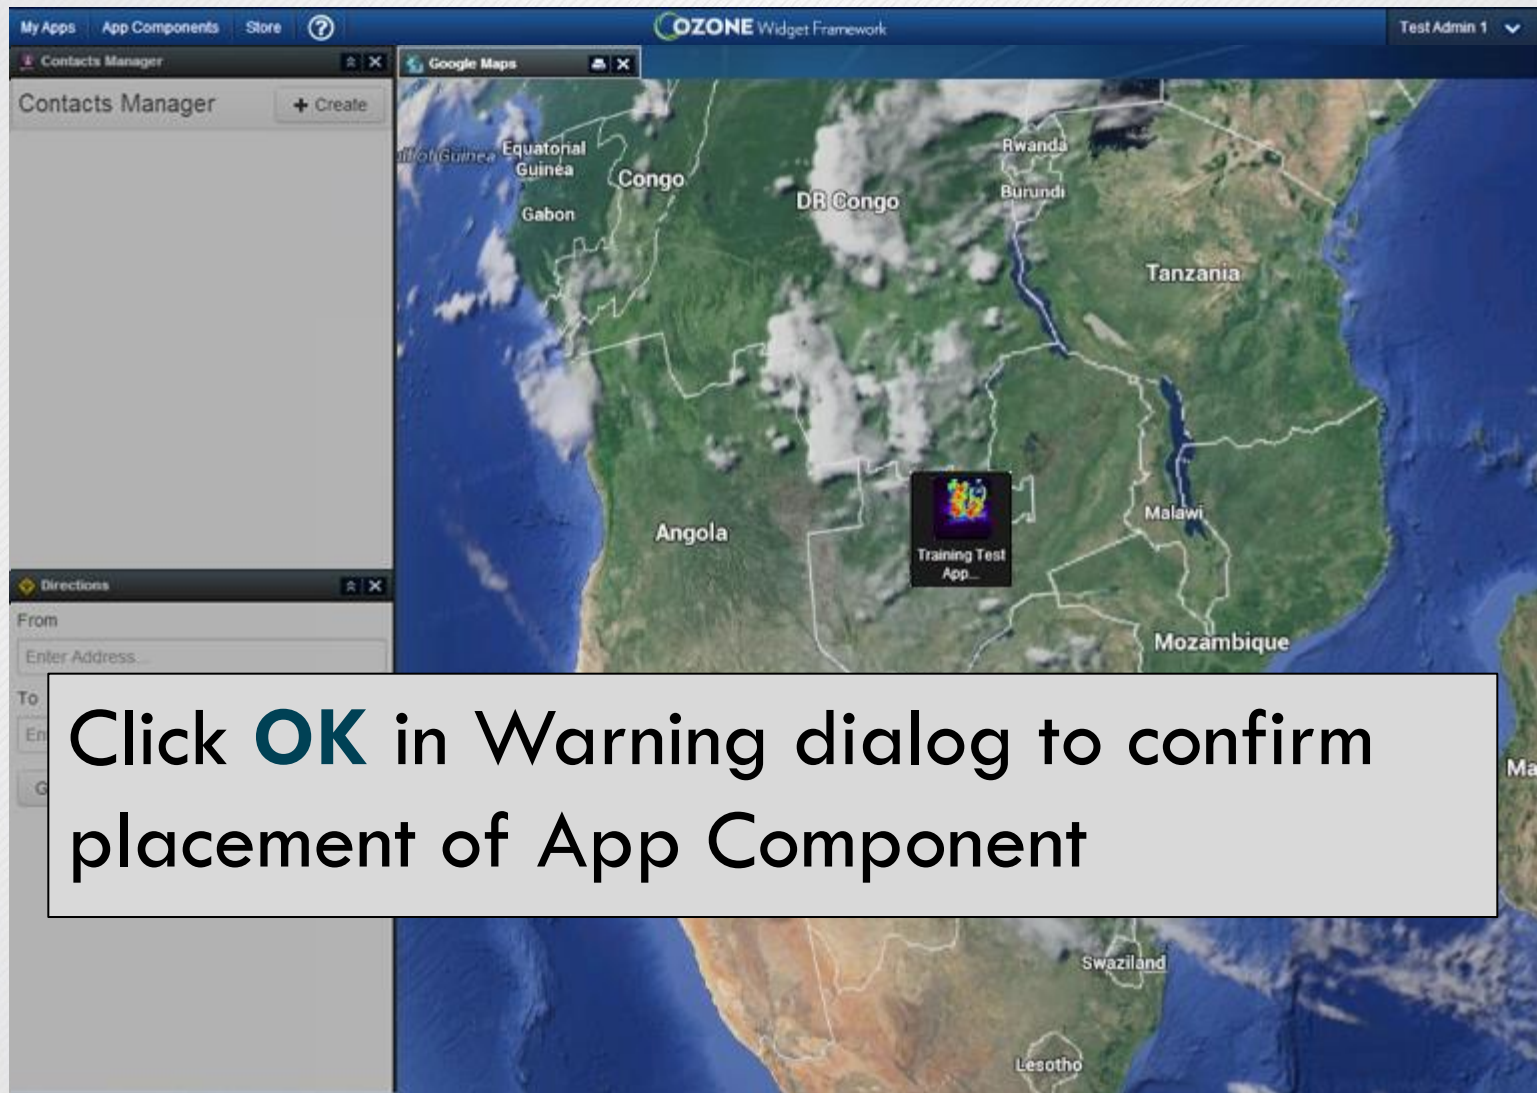 My Apps App Components Store ?
OZONE Widget Framework
Test Admin 1
Contacts Manager
Contacts Manager
+ Create
Google Maps
Equatorial
Guinea
Congo
Gabon
DR Congo
Rwanda
Burundi
Tanzania
Angola
Training Test
App...
Malawi
Mozambique
Directions
From
Enter Address...
To
Click OK in Warning dialog to confirm
placement of App Component
Swaziland
Lesotho